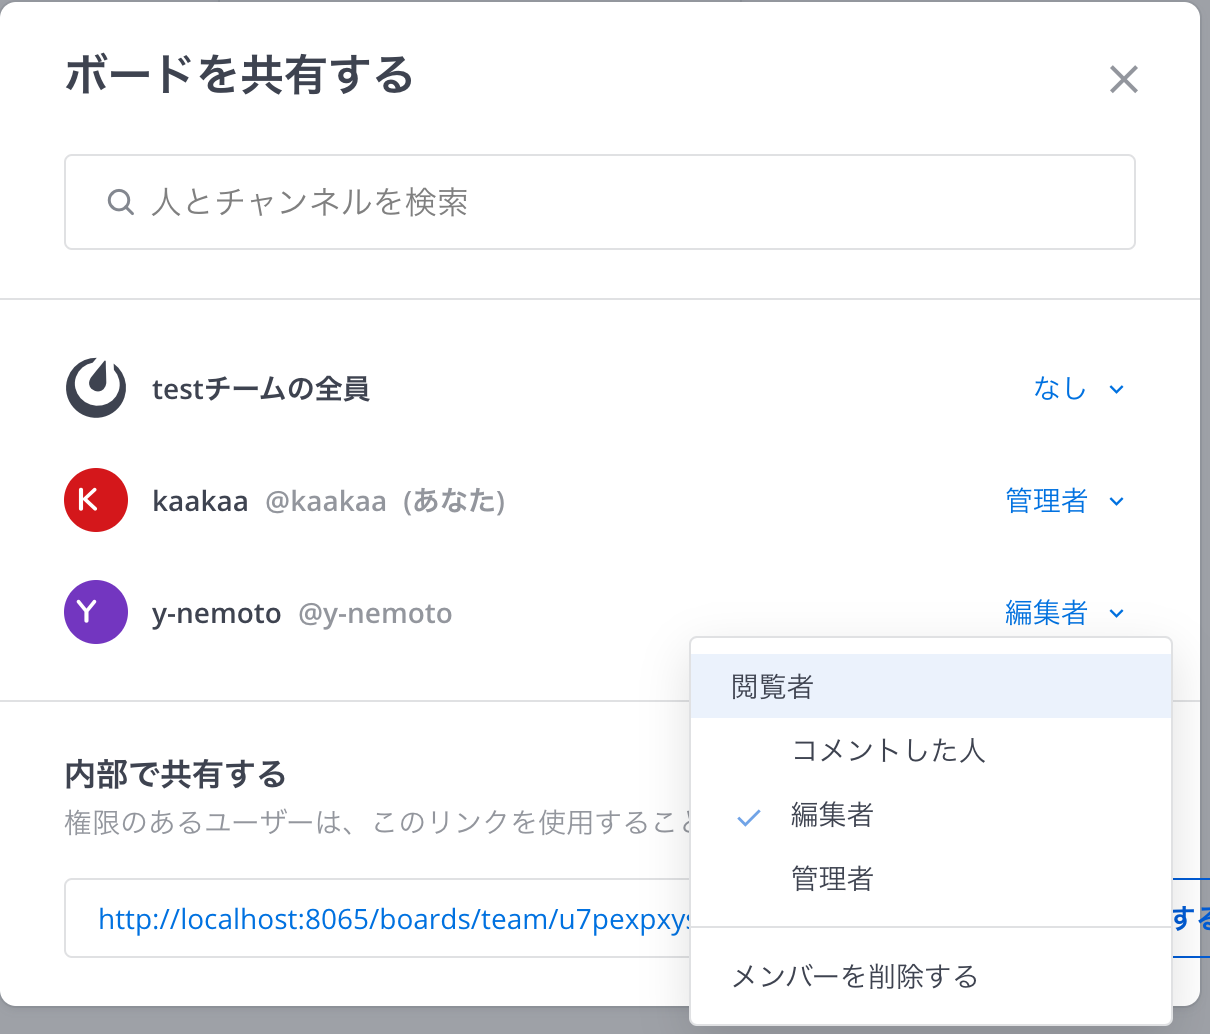 ボードを共有する
人とチャンネルを検索
testチームの全員 なし
K kaakaa @kaakaa (あなた) 管理者
Y y-nemoto @y-nemoto 編集者
閲覧者
コメントした人
編集者
管理者
メンバーを削除する
内部で共有する
権限のあるユーザーは、このリンクを使用するこ
http://localhost:8065/boards/team/u7pexpxys する